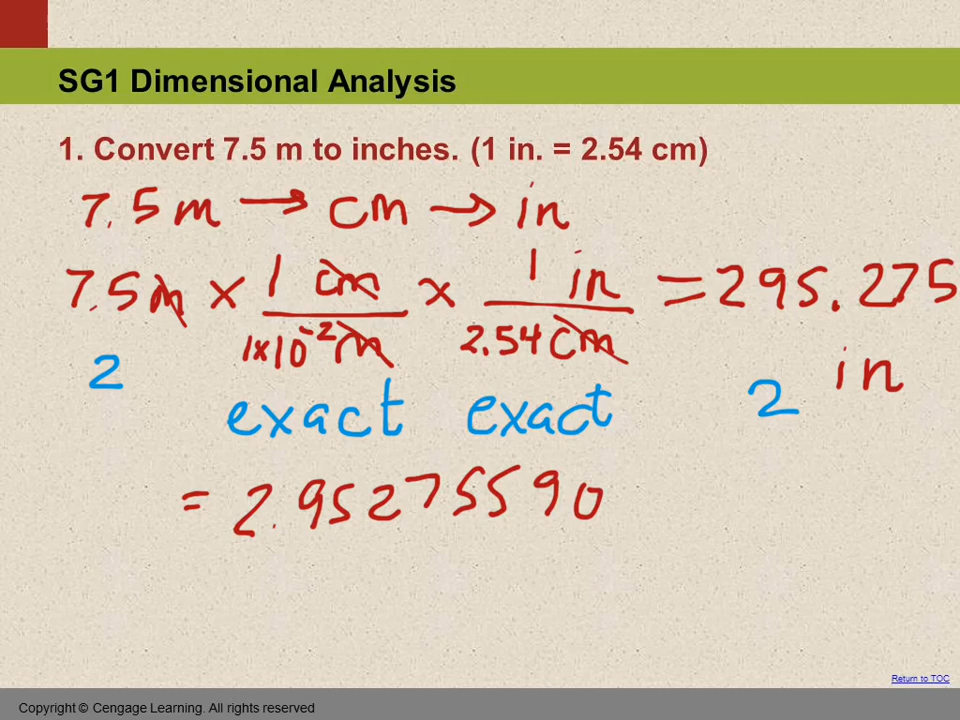 SG1 Dimensional Analysis
1. Convert 7.5 m to inches. (1 in. = 2.54 cm)
7.5 m → cm → in
7.5 m × 1 cm / 1×10⁻² m × 1 in / 2.54 cm = 295.275
2 exact exact 2 in
= 2.95275590
Return to TOC
Copyright © Cengage Learning. All rights reserved